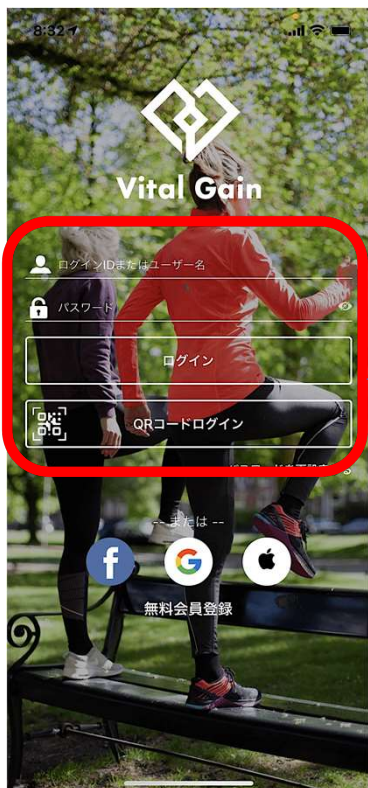 8:32
Vital Gain
ログインIDまたはユーザー名
パスワード
ログイン
QRコードログイン
-- または --
f
G
無料会員登録